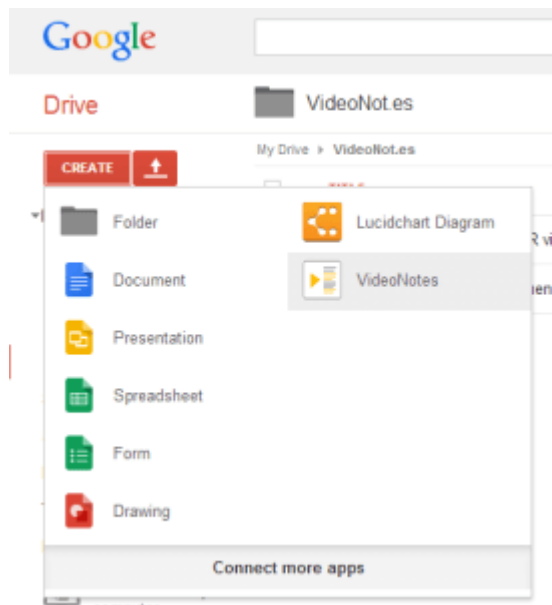 Google
Drive
VideoNot.es
My Drive ▸ VideoNot.es
CREATE
TITLE
Folder
Lucidchart Diagram
Document
VideoNotes
Presentation
Spreadsheet
Form
Drawing
Connect more apps